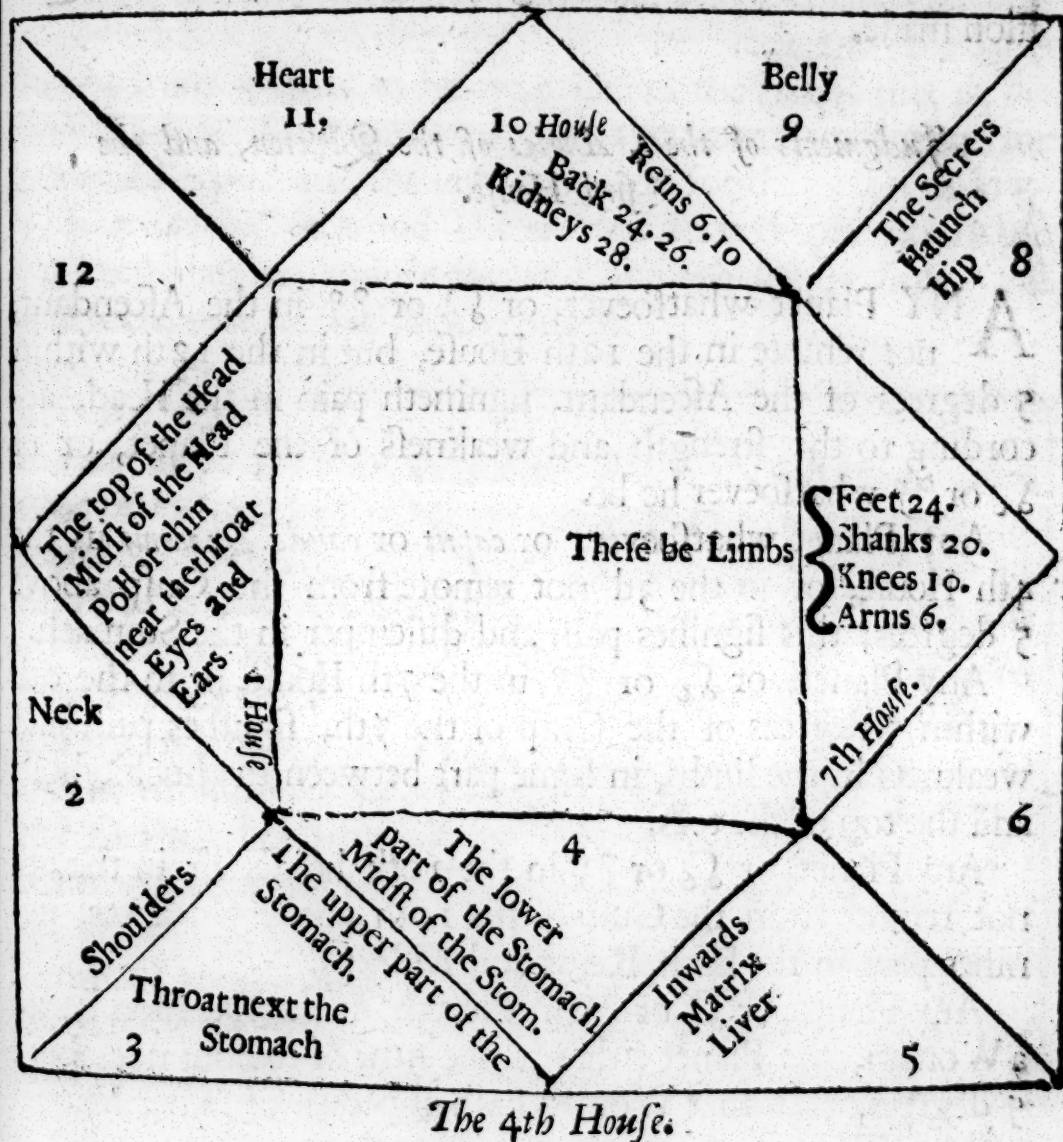 Heart
11.
10 Houſe
Reins 6.10
Back 24.26.
Kidneys 28.
Belly
9
The Secrets
Haunch
Hip
8
12
The top of the Head
Midſt of the Head
Poll or chin
near the throat
Eyes and
Ears
1 Houſe
Theſe be Limbs
Feet 24.
Shanks 20.
Knees 10.
Arms 6.
7th Houſe.
Neck
2
6
Shoulders
Throat next the
Stomach
3
The upper part of the
Stomach.
The lower
part of the Stomach
Midſt of the Stom.
4
Inwards
Matrix
Liver
5
The 4th Houſe.